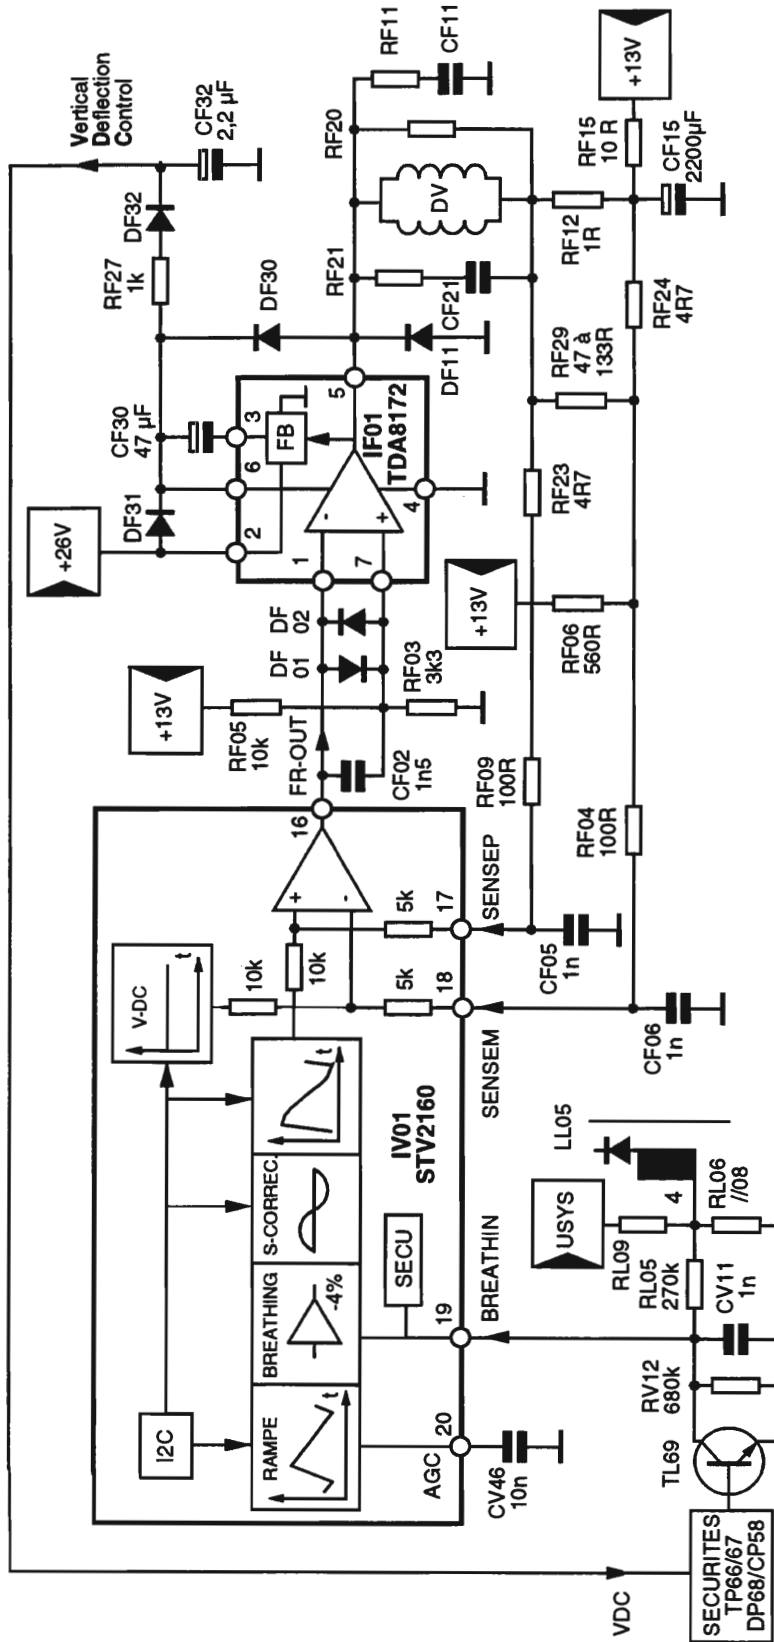 Vertical
Deflection
Control
CF32
2,2 µF
DF32
RF27
1k
DF30
CF30
47 µF
DF31
+26V
3
FB
6
2
5
IF01
TDA8172
4
-
+
1
7
DF11
RF11
CF11
RF20
DV
RF21
CF21
+13V
RF15
10 R
CF15
2200µF
RF12
1R
RF29
47 à
133R
RF24
4R7
RF23
4R7
+13V
RF06
560R
DF
02
DF
01
+13V
RF05
10k
RF03
3k3
FR-OUT
CF02
1n5
RF09
100R
RF04
100R
16
+
-
5k
17
SENSEP
CF05
1n
10k
10k
5k
18
SENSEM
CF06
1n
V-DC
t
t
I2C
RAMPE
t
BREATHING
-4%
S-CORREC.
IV01
STV2160
SECU
19
BREATHIN
20
AGC
CV46
10n
LL05
4
USYS
RL09
RL06
//08
RL05
270k
CV11
1n
RV12
680k
TL69
VDC
SECURITES
TP66/67
DP68/CP58